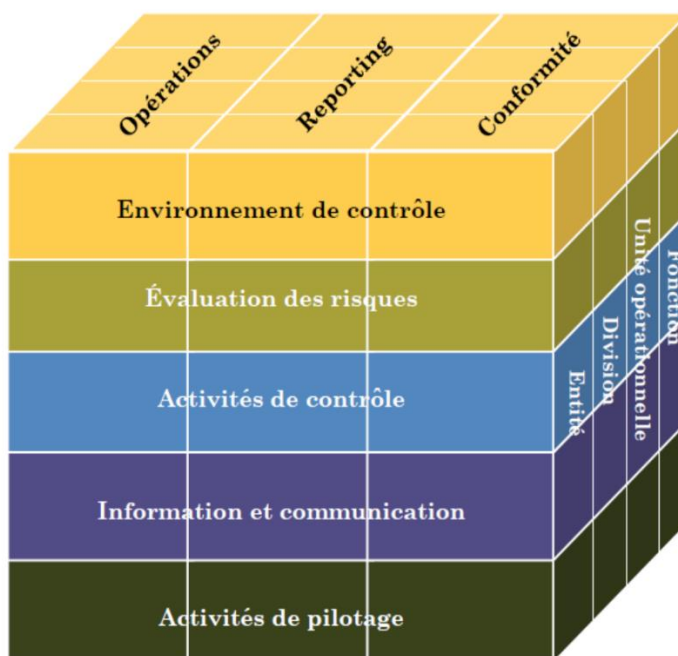 Opérations
Reporting
Conformité
Environnement de contrôle
Évaluation des risques
Activités de contrôle
Information et communication
Activités de pilotage
Entité
Division
Unité opérationnelle
Fonction